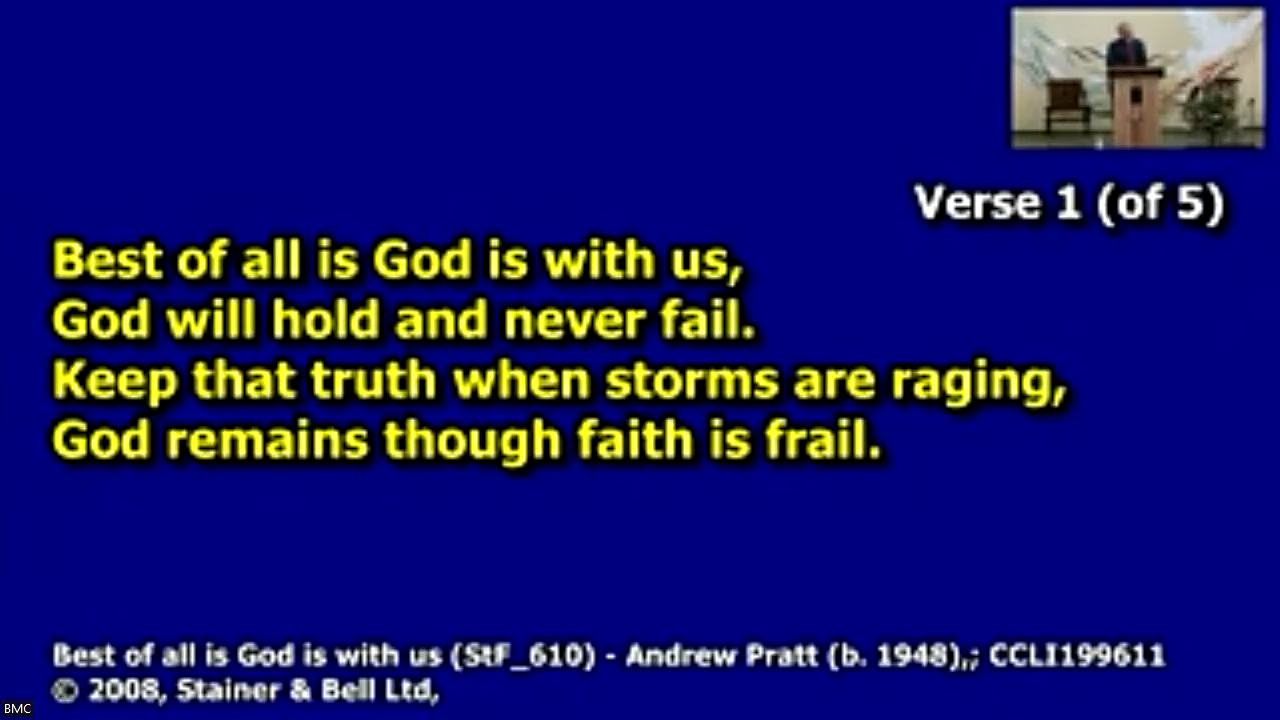 Verse 1 (of 5)
Best of all is God is with us,
God will hold and never fail.
Keep that truth when storms are raging,
God remains though faith is frail.
Best of all is God is with us (StF_610) - Andrew Pratt (b. 1948),; CCLI199611
© 2008, Stainer & Bell Ltd,
BMC